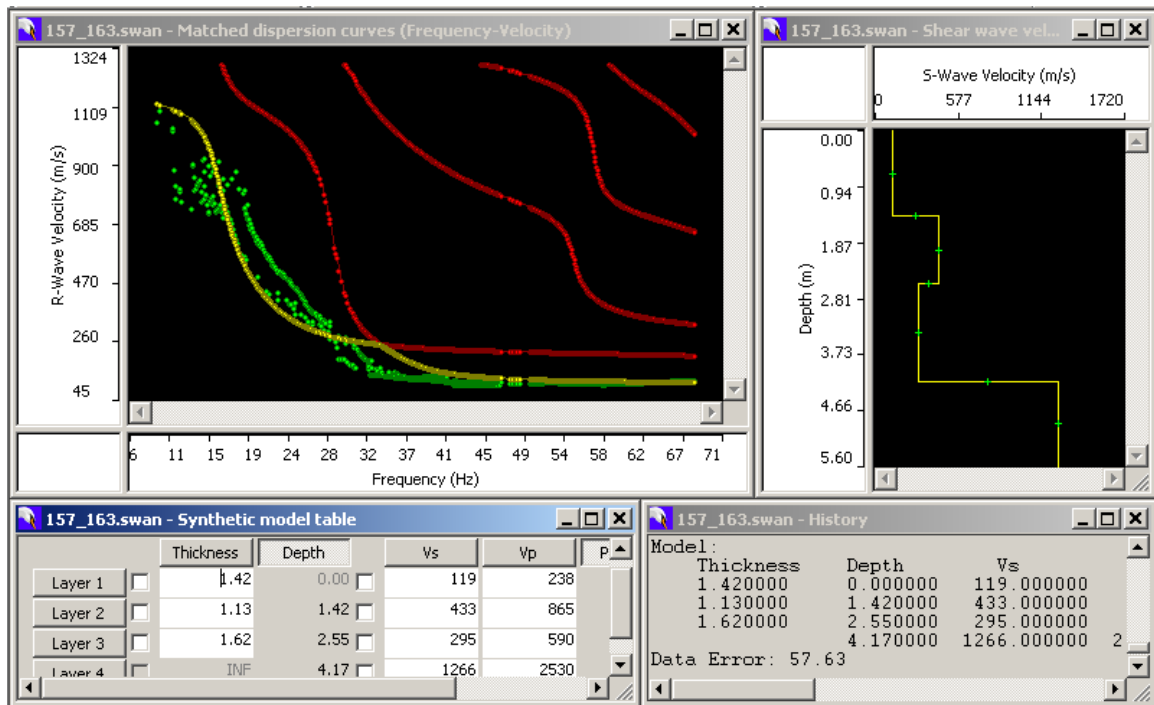 157_163.swan - Matched dispersion curves (Frequency-Velocity)
1324
1109
900
685
470
260
45
R-Wave Velocity (m/s)
6 11 15 19 24 28 32 37 41 45 49 54 58 62 67 71
Frequency (Hz)
157_163.swan - Shear wave vel...
S-Wave Velocity (m/s)
0 577 1144 1720
0.00
0.94
1.87
2.81
3.73
4.66
5.60
Depth (m)
157_163.swan - Synthetic model table
Thickness Depth Vs Vp P
Layer 1 1.42 0.00 119 238
Layer 2 1.13 1.42 433 865
Layer 3 1.62 2.55 295 590
Layer 4 INF 4.17 1266 2530
157_163.swan - History
Model:
Thickness Depth Vs
1.420000 0.000000 119.000000
1.130000 1.420000 433.000000
1.620000 2.550000 295.000000
4.170000 1266.000000 2
Data Error: 57.63